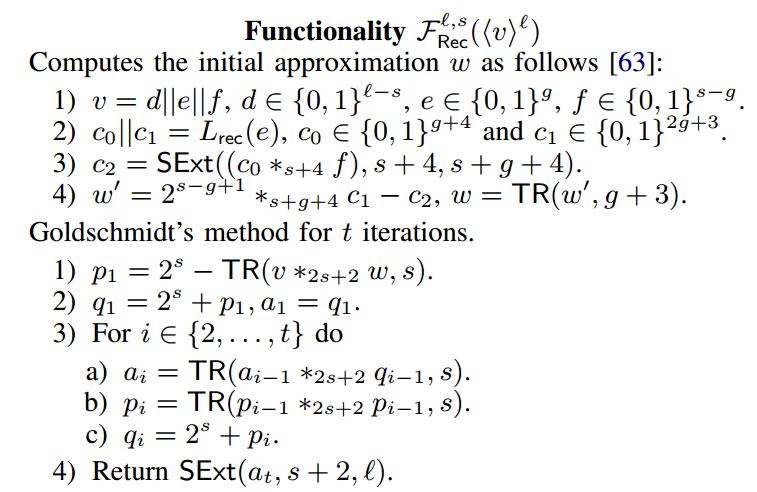 Functionality $\mathcal{F}_{\mathsf{Rec}}^{\ell,s}(\langle v \rangle^{\ell})$
Computes the initial approximation $w$ as follows [63]:
1) $v = d||e||f$, $d \in \{0,1\}^{\ell-s}$, $e \in \{0,1\}^{g}$, $f \in \{0,1\}^{s-g}$.
2) $c_0||c_1 = L_{\mathsf{rec}}(e)$, $c_0 \in \{0,1\}^{g+4}$ and $c_1 \in \{0,1\}^{2g+3}$.
3) $c_2 = \mathsf{SExt}((c_0 *_{s+4} f), s+4, s+g+4)$.
4) $w' = 2^{s-g+1} *_{s+g+4} c_1 - c_2$, $w = \mathsf{TR}(w', g+3)$.
Goldschmidt's method for $t$ iterations.
1) $p_1 = 2^s - \mathsf{TR}(v *_{2s+2} w, s)$.
2) $q_1 = 2^s + p_1, a_1 = q_1$.
3) For $i \in \{2, \ldots, t\}$ do
a) $a_i = \mathsf{TR}(a_{i-1} *_{2s+2} q_{i-1}, s)$.
b) $p_i = \mathsf{TR}(p_{i-1} *_{2s+2} p_{i-1}, s)$.
c) $q_i = 2^s + p_i$.
4) Return $\mathsf{SExt}(a_t, s+2, \ell)$.